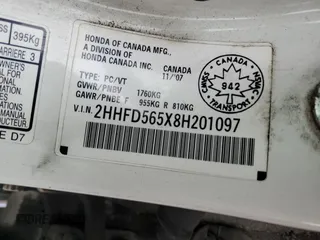 SS 395Kg
HONDA OF CANADA MFG.,
A DIVISION OF
HONDA CANADA INC. 11/07
TYPE: PC/VT
GVWR/PNBV 1760KG
GAWR/PNBE F 955KG R 810KG
V.I.N. 2HHFD565X8H201097
CANADA
CMVSS
942
NSVAC
TRANSPORT
ARRIERE 3
E D7